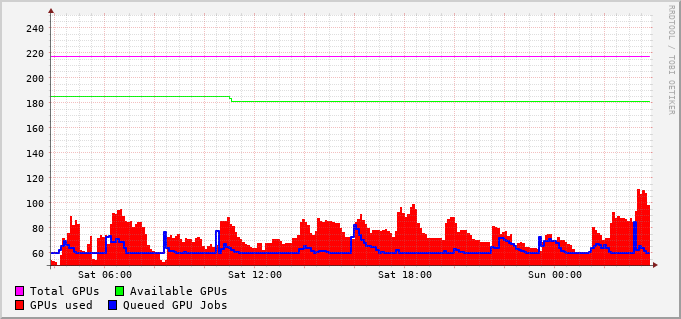 RRDTOOL / TOBI OETIKER
240
220
200
180
160
140
120
100
80
60
Sat 06:00 Sat 12:00 Sat 18:00 Sun 00:00
Total GPUs Available GPUs
GPUs used Queued GPU Jobs